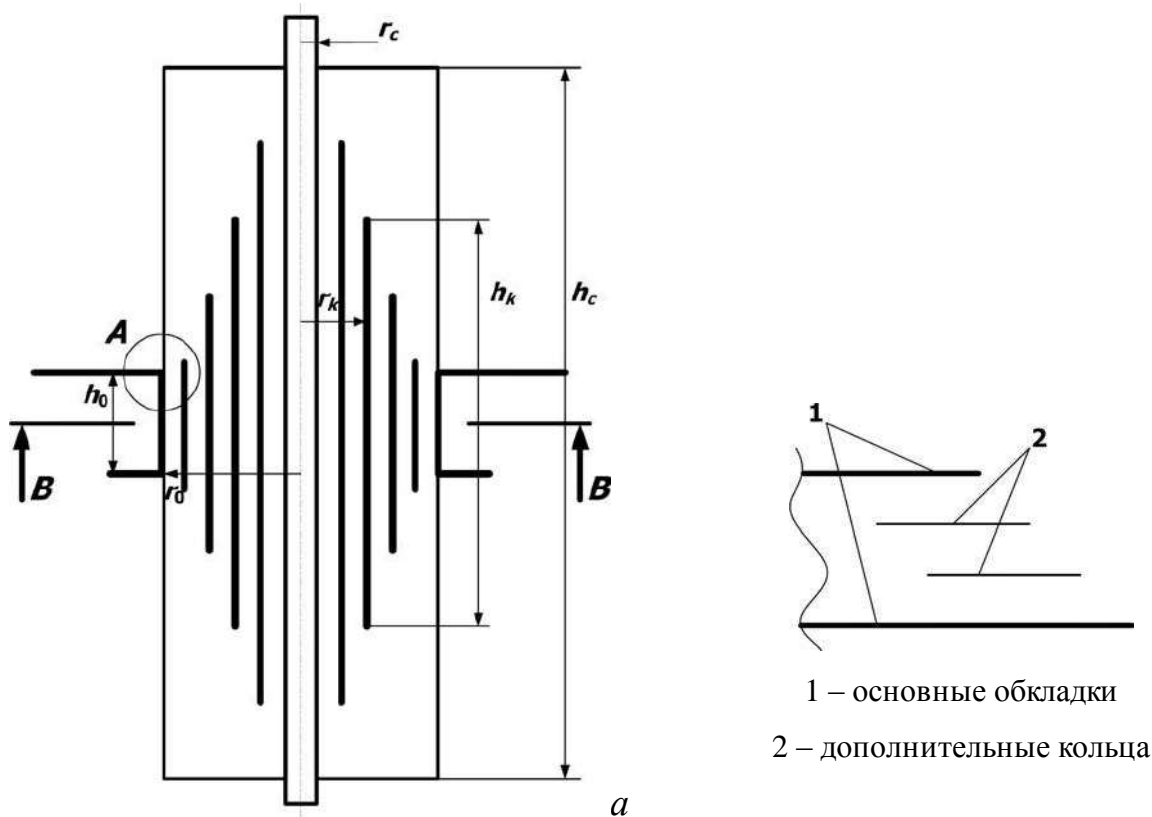 r_c
r_k
h_k
h_c
A
h_0
r_0
B
B
1
2
1 – основные обкладки
2 – дополнительные кольца
а